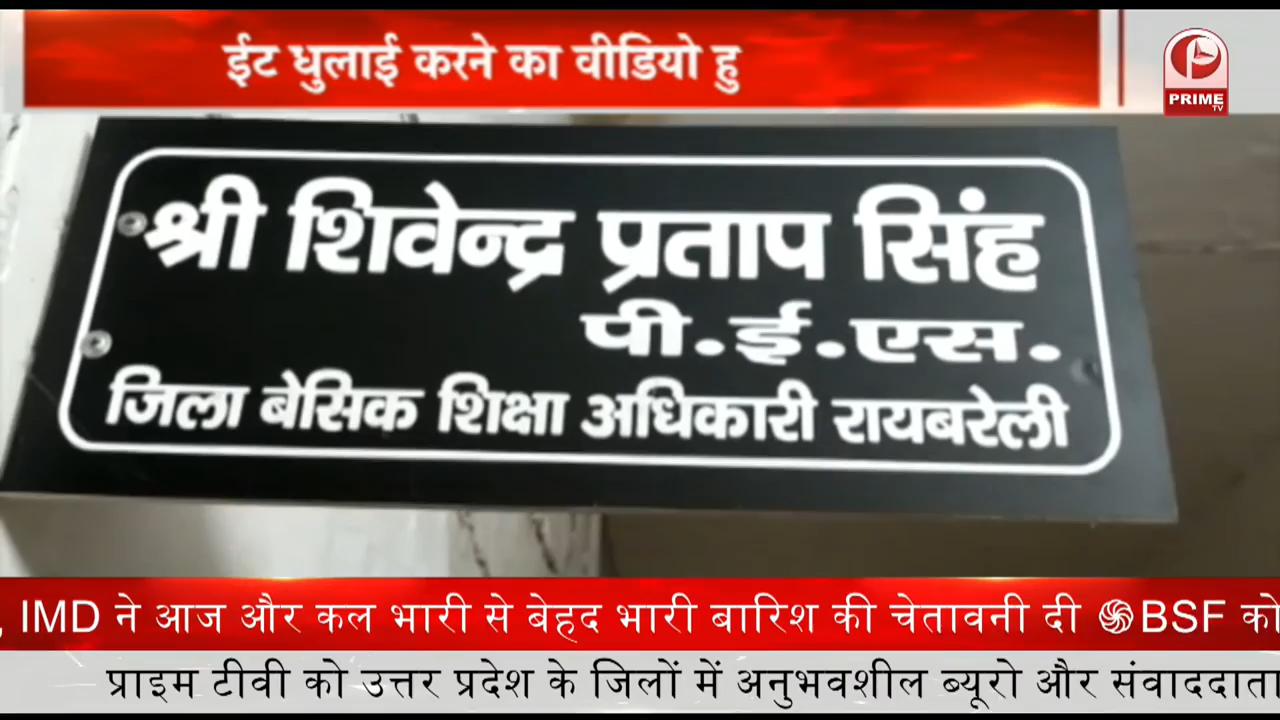 ईट धुलाई करने का वीडियो हु
PRIME
TV
श्री शिवेन्द्र प्रताप सिंह
पी.ई.एस.
जिला बेसिक शिक्षा अधिकारी रायबरेली
, IMD ने आज और कल भारी से बेहद भारी बारिश की चेतावनी दी BSF को
प्राइम टीवी को उत्तर प्रदेश के जिलों में अनुभवशील ब्यूरो और संवाददाता